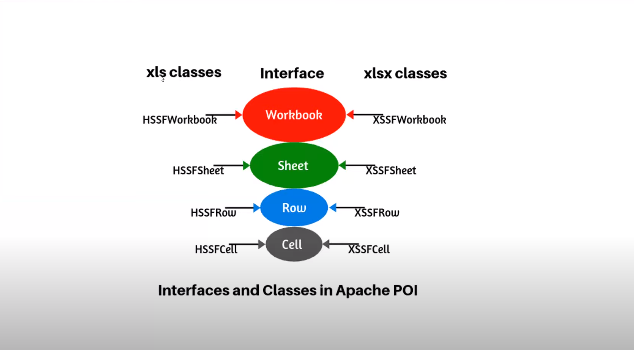 xls classes
Interface
xlsx classes
HSSFWorkbook
Workbook
XSSFWorkbook
HSSFSheet
Sheet
XSSFSheet
HSSFRow
Row
XSSFRow
HSSFCell
Cell
XSSFCell
Interfaces and Classes in Apache POI